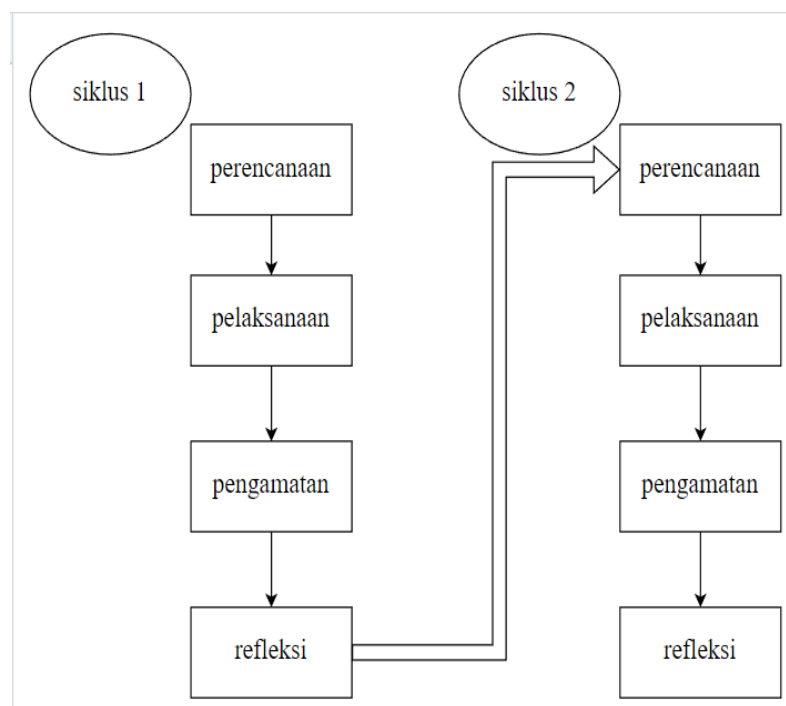 siklus 1
perencanaan
pelaksanaan
pengamatan
refleksi
siklus 2
perencanaan
pelaksanaan
pengamatan
refleksi